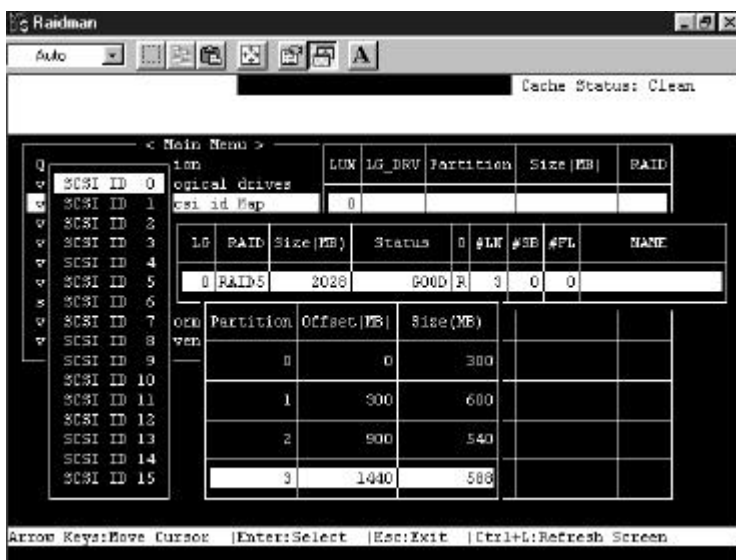 Raidman
Auto
A
Cache Status: Clean
< Main Menu >
Q ion
v ogical drives
v csi id Map
LUN LG_DRV Partition Size|MB| RAID
0
SCSI ID 0
SCSI ID 1
SCSI ID 2
SCSI ID 3
SCSI ID 4
SCSI ID 5
SCSI ID 6
SCSI ID 7
SCSI ID 8
SCSI ID 9
SCSI ID 10
SCSI ID 11
SCSI ID 12
SCSI ID 13
SCSI ID 14
SCSI ID 15
v
v
v
v
v
s
v orm
v ven
LG RAID Size|MB) Status O #LN #SB #FL NAME
0 RAID5 2028 GOOD R 3 0 0
Partition Offset|MB| Size(MB)
0 0 300
1 300 600
2 900 540
3 1440 588
Arrow Keys:Move Cursor |Enter:Select |Esc:Exit |Ctrl+L:Refresh Screen